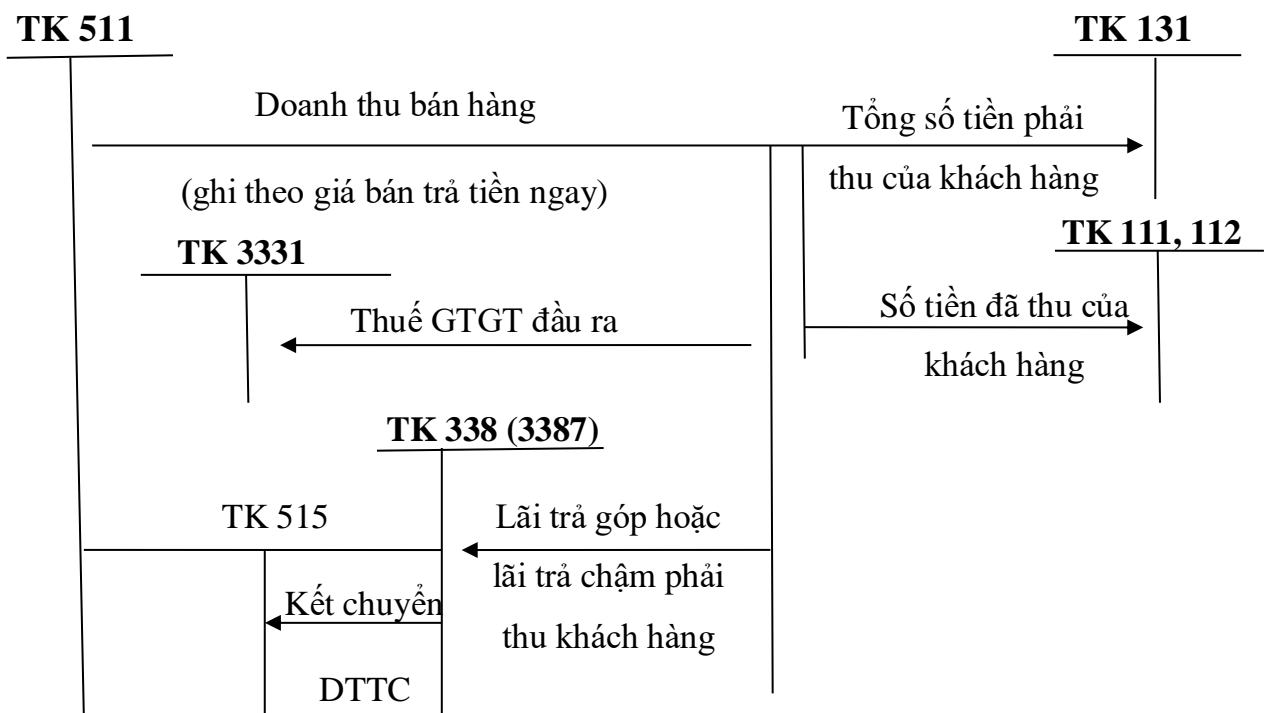 TK 511
TK 131
Doanh thu bán hàng
Tổng số tiền phải
thu của khách hàng
(ghi theo giá bán trả tiền ngay)
TK 111, 112
TK 3331
Số tiền đã thu của
khách hàng
Thuế GTGT đầu ra
TK 338 (3387)
TK 515
Lãi trả góp hoặc
lãi trả chậm phải
thu khách hàng
Kết chuyển
DTTC